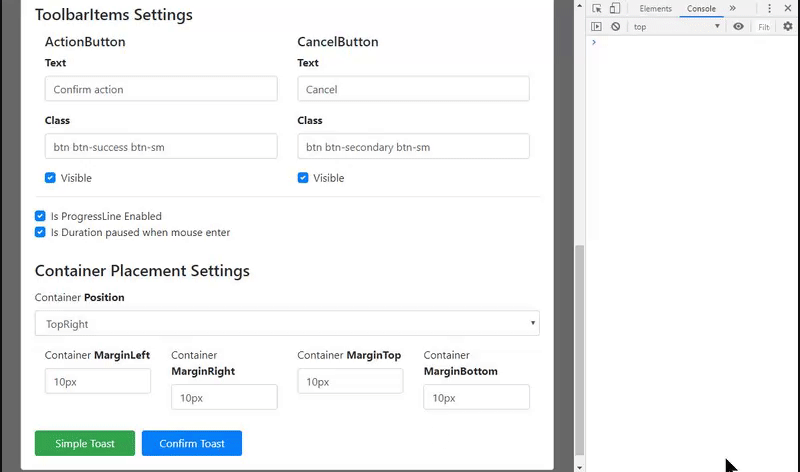 ToolbarItems Settings
ActionButton CancelButton
Text Text
Confirm action Cancel
Class Class
btn btn-success btn-sm btn btn-secondary btn-sm
Visible Visible
Is ProgressLine Enabled
Is Duration paused when mouse enter
Container Placement Settings
Container Position
TopRight
Container MarginLeft
10px
Container
MarginRight
10px
Container MarginTop
10px
Container
MarginBottom
10px
Simple Toast Confirm Toast
Elements Console »
top Filt